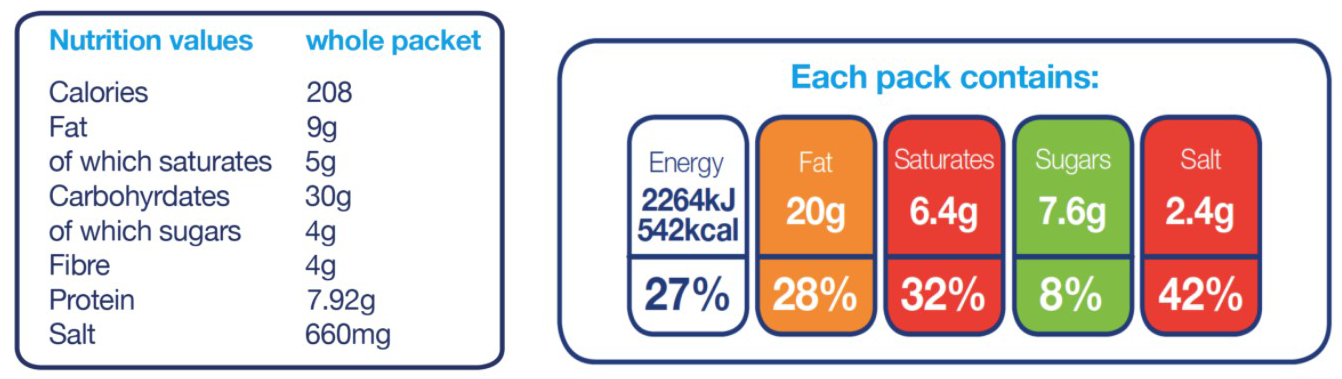 Nutrition values whole packet
Calories 208
Fat 9g
of which saturates 5g
Carbohyrdates 30g
of which sugars 4g
Fibre 4g
Protein 7.92g
Salt 660mg
Each pack contains:
Energy Fat Saturates Sugars Salt
2264kJ 20g 6.4g 7.6g 2.4g
542kcal
27% 28% 32% 8% 42%